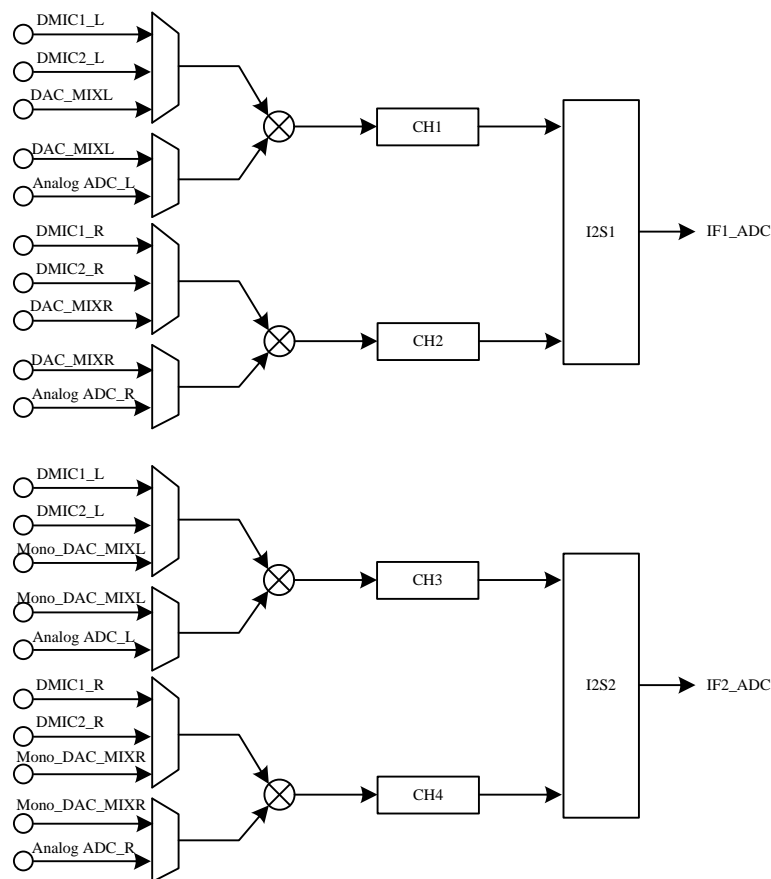 DMIC1_L
DMIC2_L
DAC_MIXL
DAC_MIXL
Analog ADC_L
CH1
DMIC1_R
DMIC2_R
DAC_MIXR
DAC_MIXR
Analog ADC_R
CH2
I2S1
IF1_ADC
DMIC1_L
DMIC2_L
Mono_DAC_MIXL
Mono_DAC_MIXL
Analog ADC_L
CH3
DMIC1_R
DMIC2_R
Mono_DAC_MIXR
Mono_DAC_MIXR
Analog ADC_R
CH4
I2S2
IF2_ADC